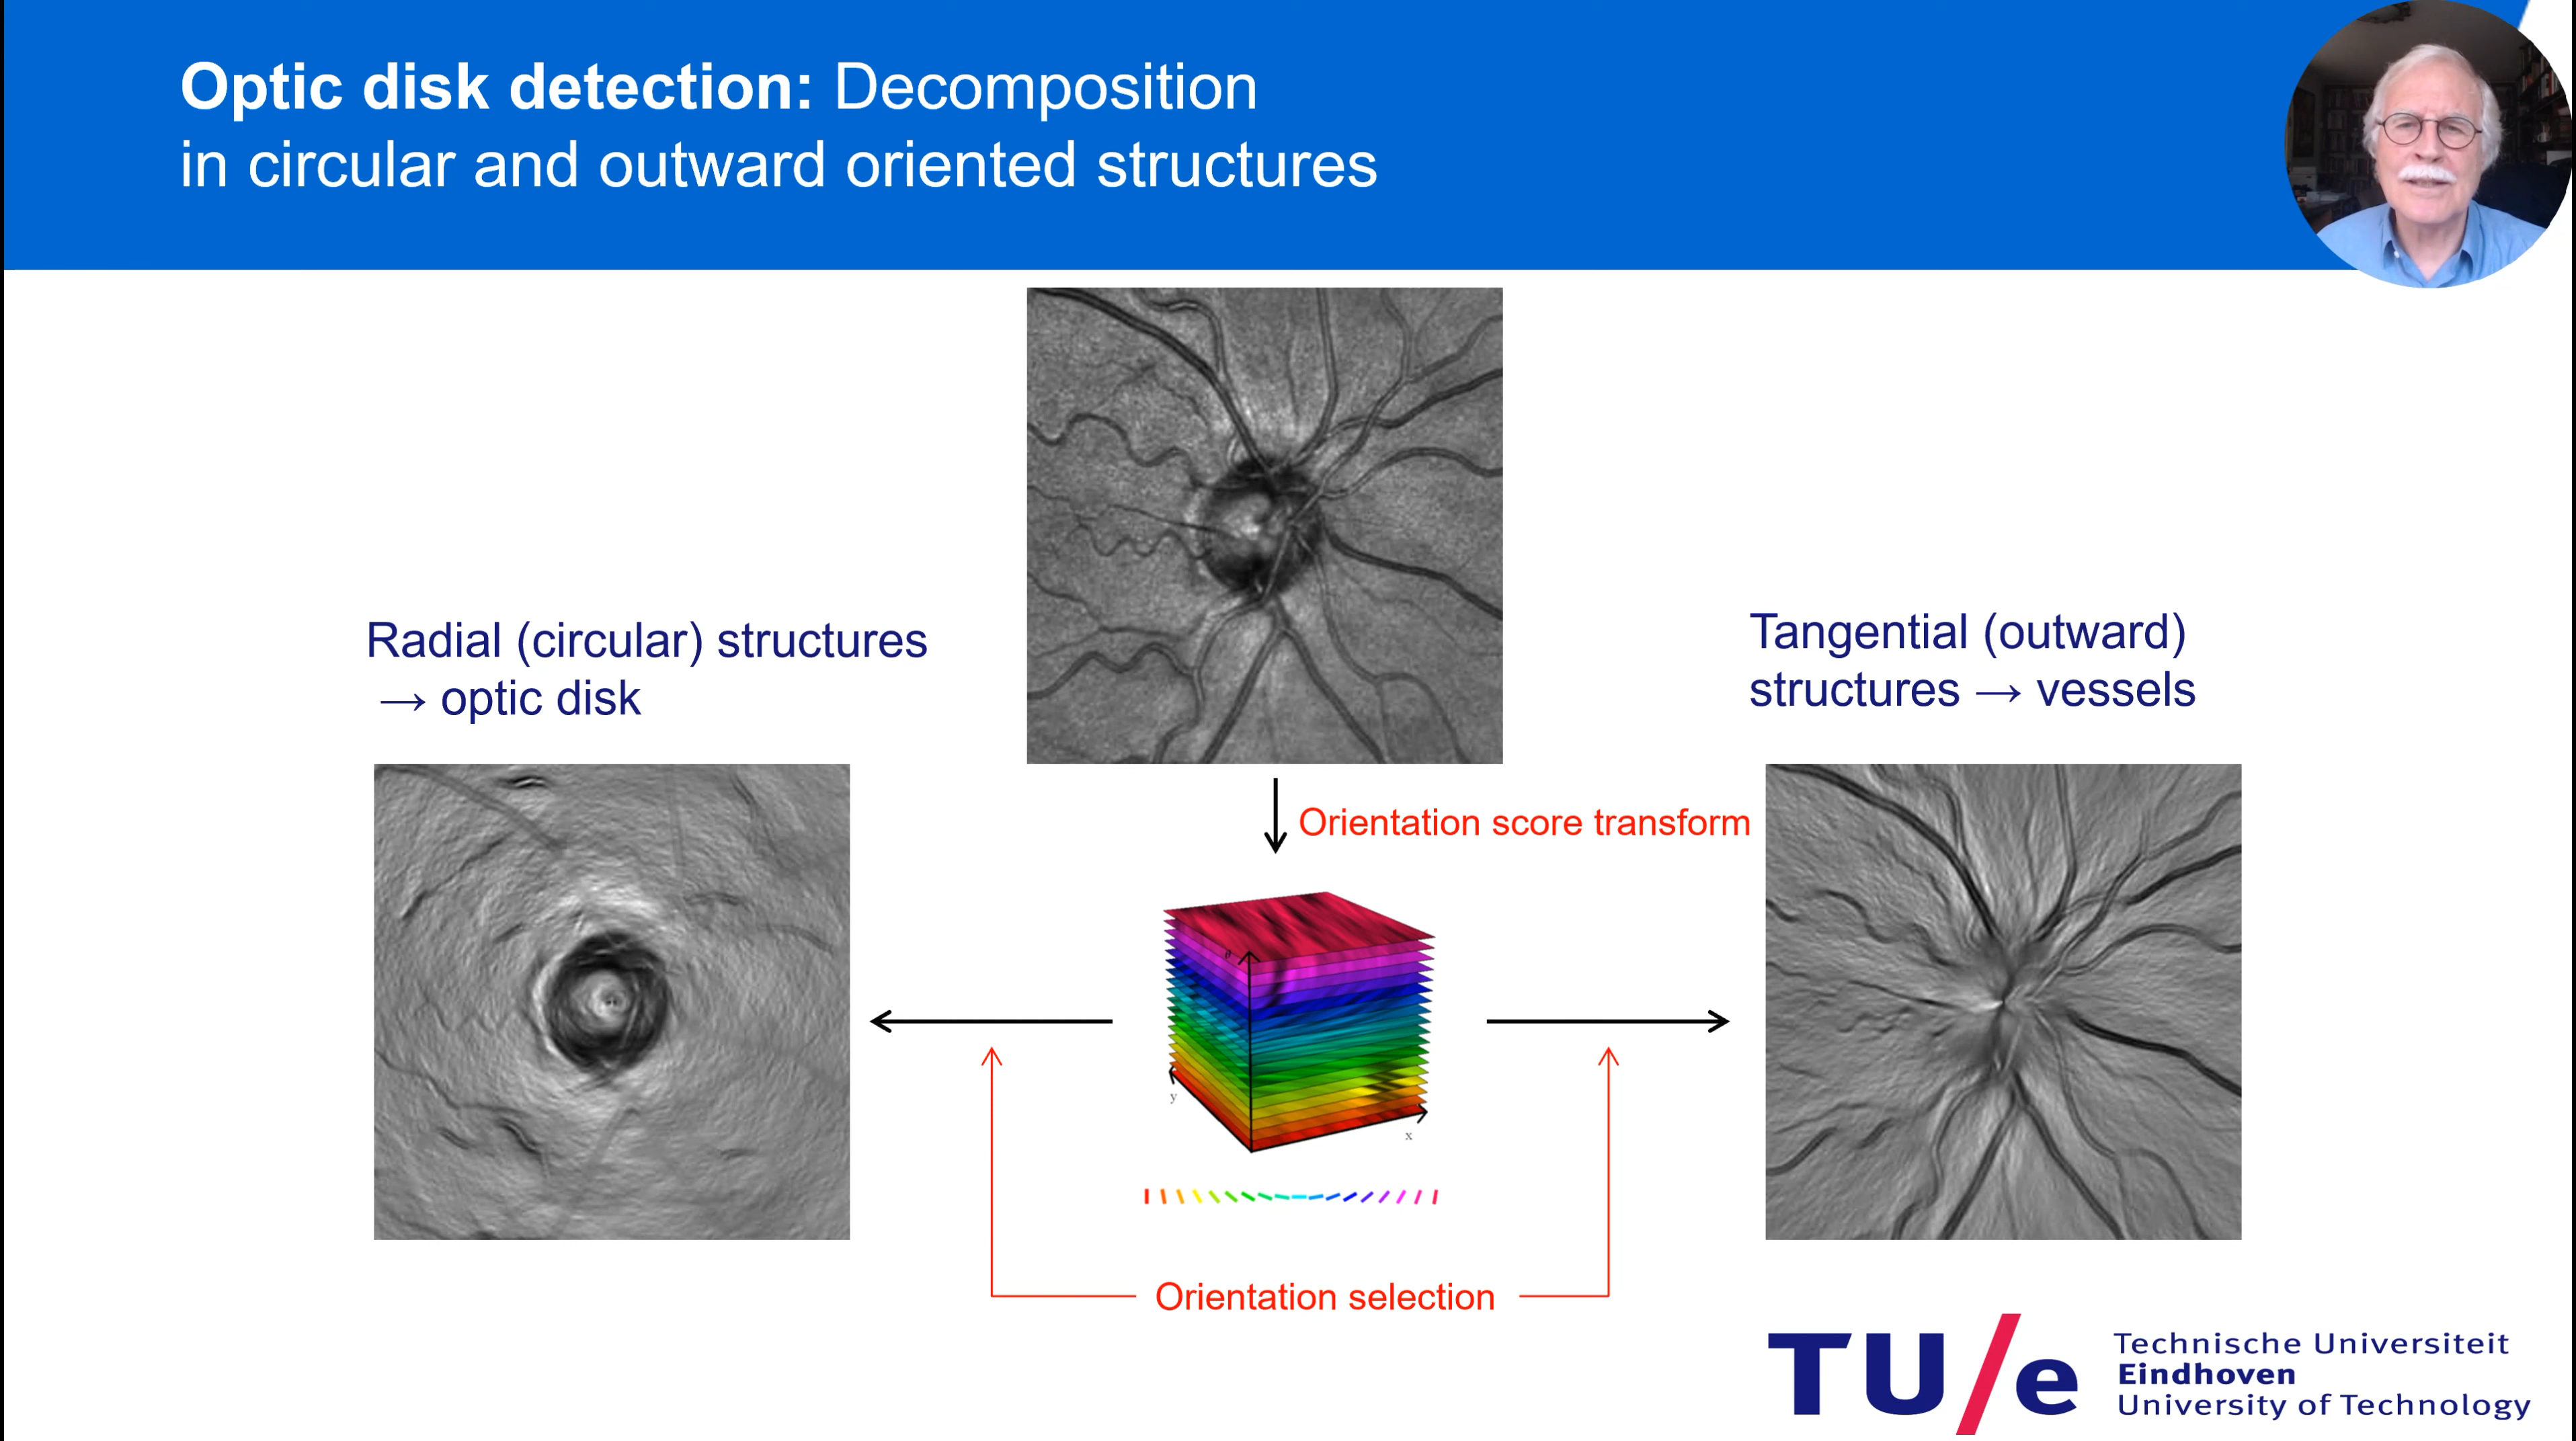 Optic disk detection: Decomposition
in circular and outward oriented structures
Radial (circular) structures
→ optic disk
Tangential (outward)
structures → vessels
Orientation score transform
θ
y
x
Orientation selection
TU/e
Technische Universiteit
Eindhoven
University of Technology